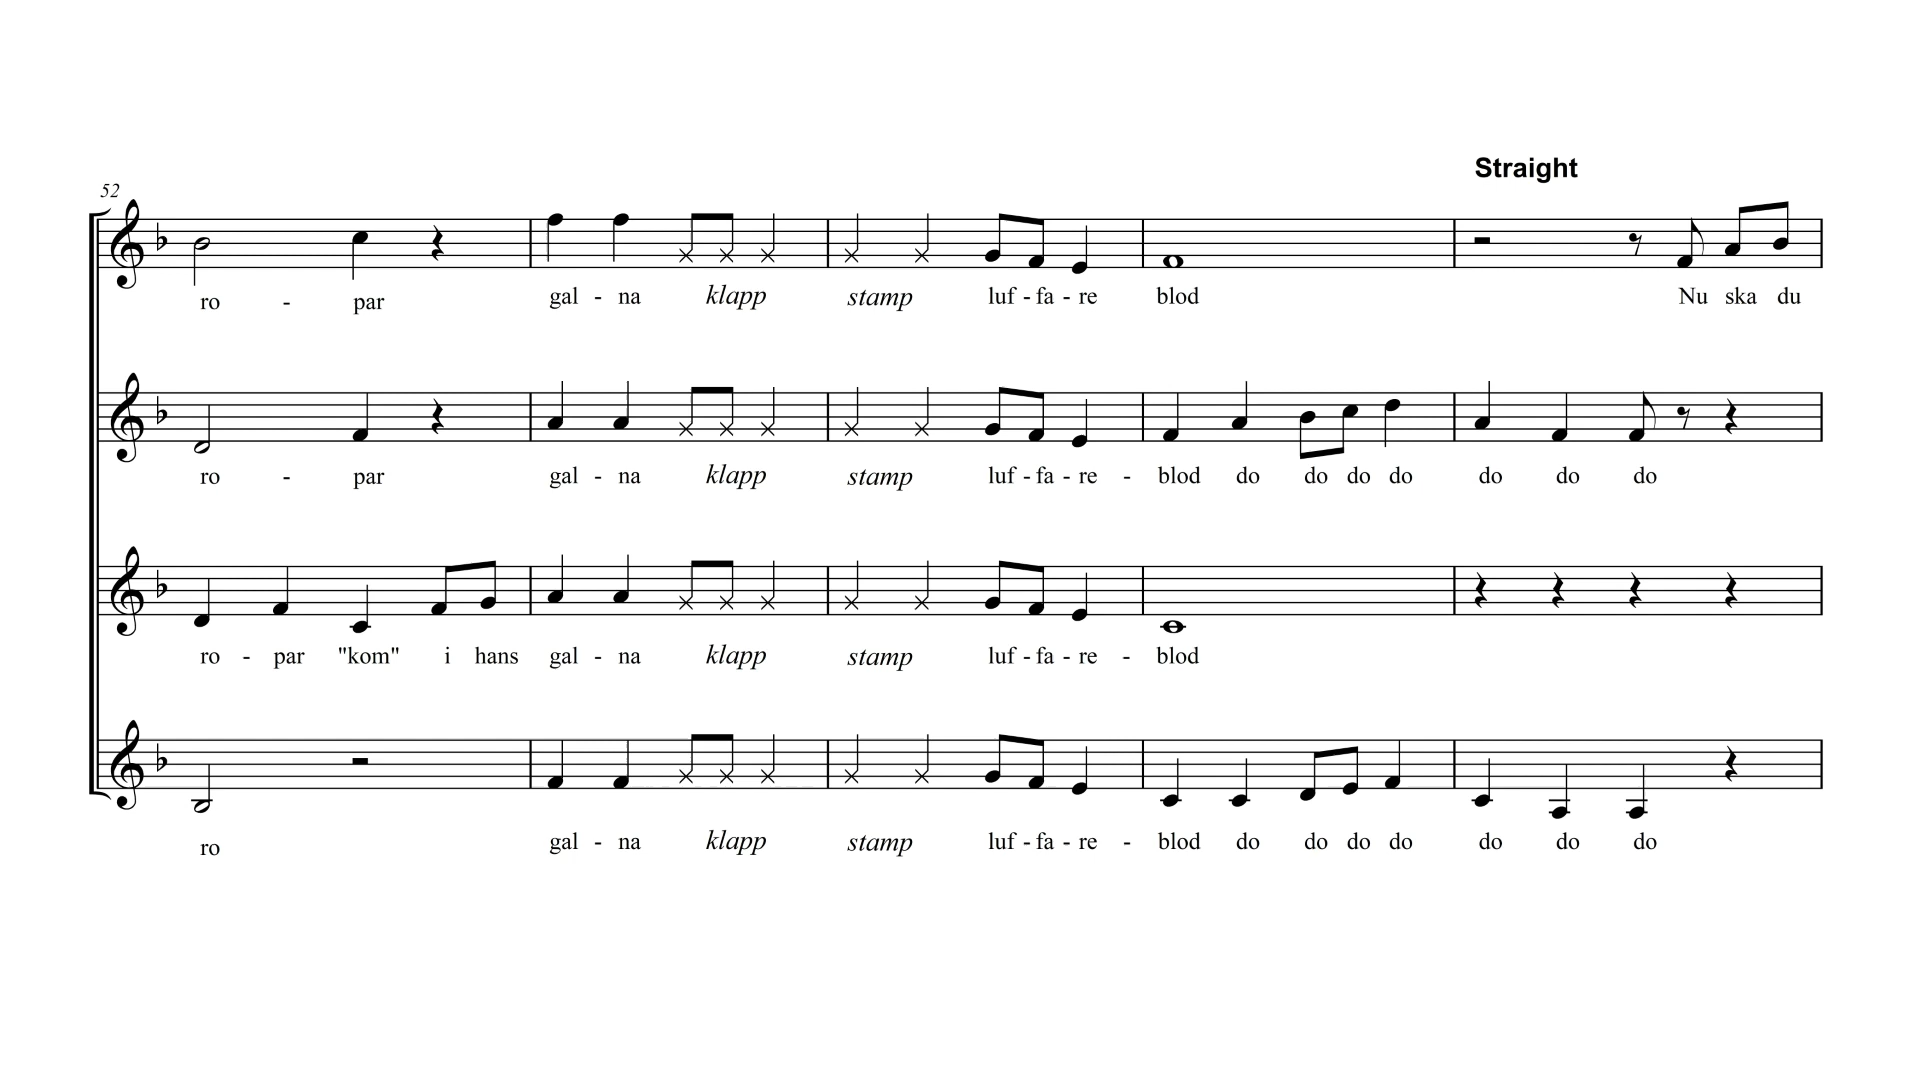 Straight
52
ro - par gal - na klapp stamp luf - fa - re blod Nu ska du
ro - par gal - na klapp stamp luf - fa - re - blod do do do do do do do
ro - par "kom" i hans gal - na klapp stamp luf - fa - re - blod
ro gal - na klapp stamp luf - fa - re - blod do do do do do do do